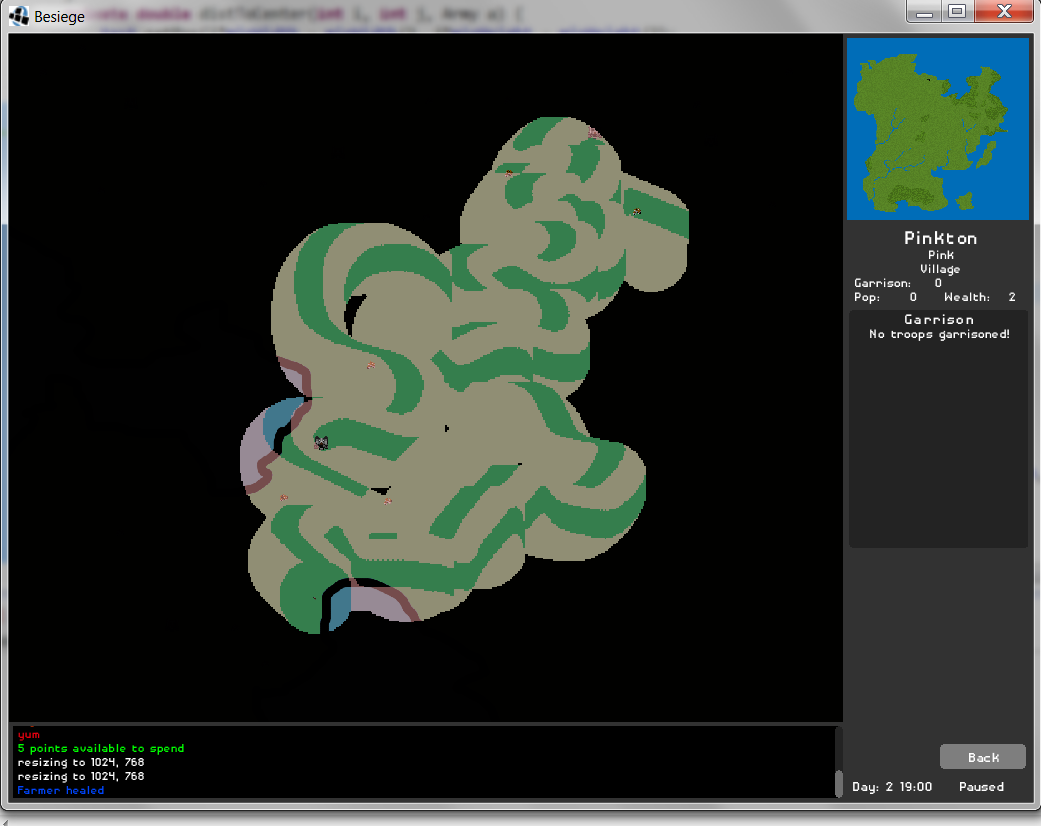 Besiege
Pinkton
Pink
Village
Garrison: 0
Pop: 0 Wealth: 2
Garrison
No troops garrisoned!
yum
5 points available to spend
resizing to 1024, 768
resizing to 1024, 768
Farmer healed
Back
Day: 2 19:00 Paused